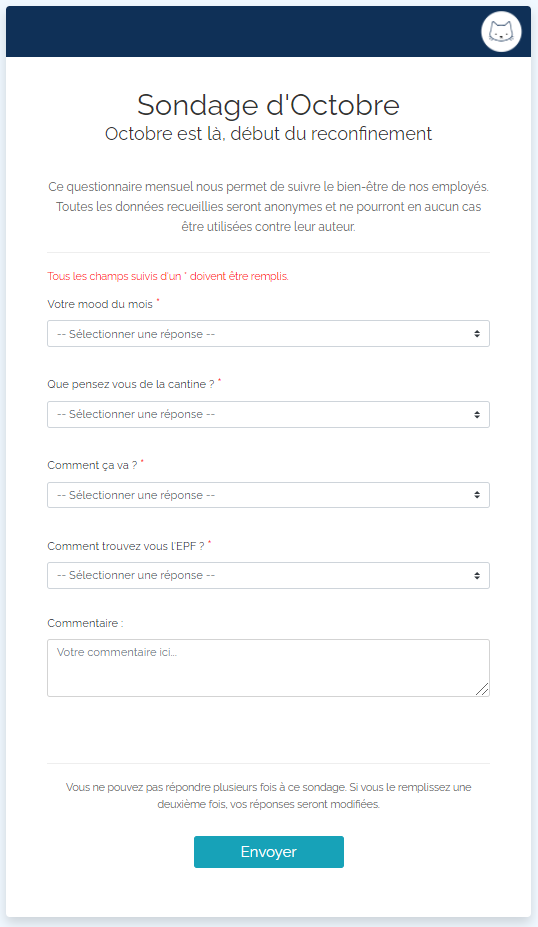 Sondage d'Octobre
Octobre est là, début du reconfinement
Ce questionnaire mensuel nous permet de suivre le bien-être de nos employés.
Toutes les données recueillies seront anonymes et ne pourront en aucun cas
être utilisées contre leur auteur.
Tous les champs suivis d'un * doivent être remplis.
Votre mood du mois *
-- Sélectionner une réponse --
Que pensez vous de la cantine ? *
-- Sélectionner une réponse --
Comment ça va ? *
-- Sélectionner une réponse --
Comment trouvez vous l'EPF ? *
-- Sélectionner une réponse --
Commentaire :
Votre commentaire ici...
Vous ne pouvez pas répondre plusieurs fois à ce sondage. Si vous le remplissez une
deuxième fois, vos réponses seront modifiées.
Envoyer